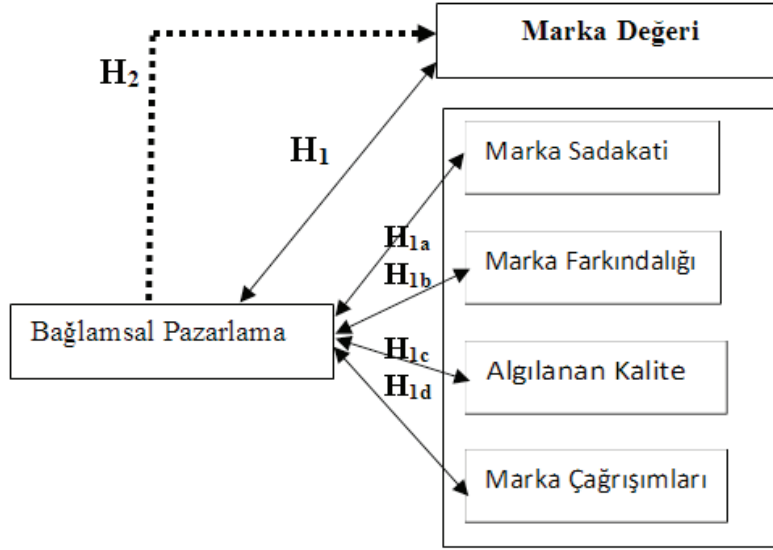 Marka Değeri
H2
H1
Marka Sadakati
H1a
Marka Farkındalığı
H1b
Bağlamsal Pazarlama
H1c
Algılanan Kalite
H1d
Marka Çağrışımları